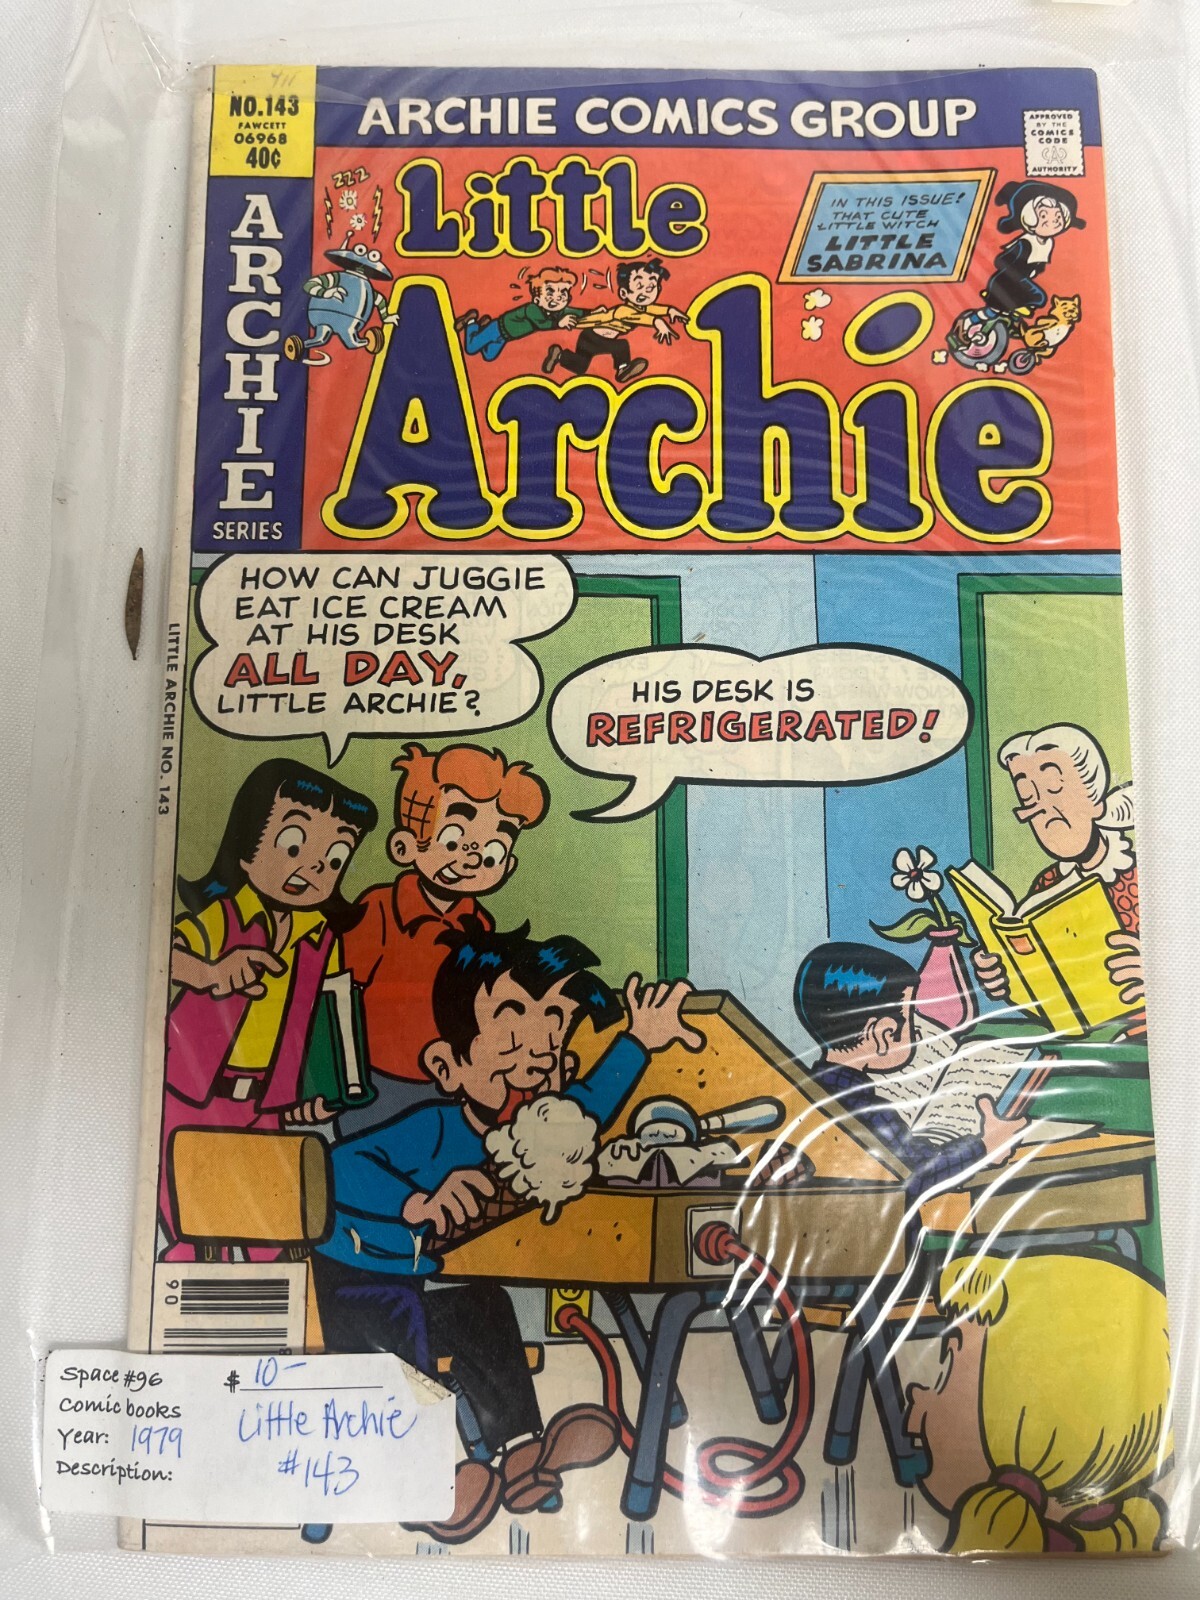 NO.143
FAWCETT
06968
40¢
ARCHIE COMICS GROUP
APPROVED
BY THE
COMICS
CODE
CA
AUTHORITY
ARCHIE
SERIES
ZZZ
Little
Archie
IN THIS ISSUE!
THAT CUTE
LITTLE WITCH
LITTLE
SABRINA
HOW CAN JUGGIE
EAT ICE CREAM
AT HIS DESK
ALL DAY,
LITTLE ARCHIE?
HIS DESK IS
REFRIGERATED!
LITTLE ARCHIE NO. 143
90
Space #96
Comic books
Year: 1979
Description:
$ 10-
Little Archie
#143